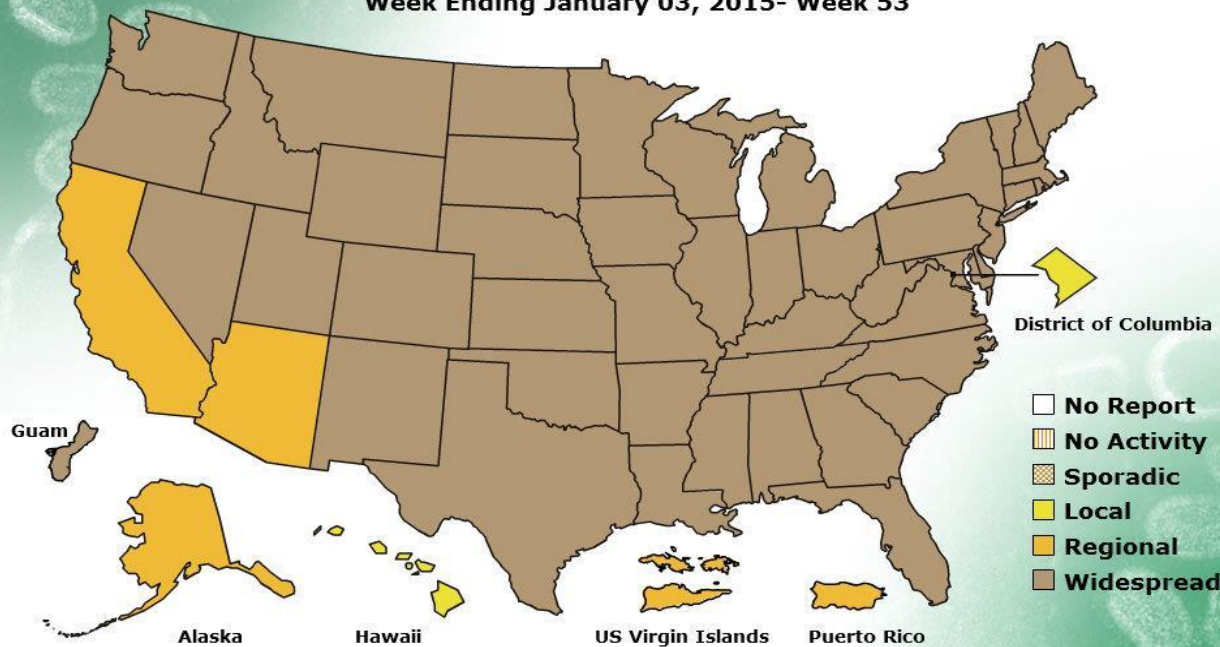 Week Ending January 03, 2015- Week 53
District of Columbia
No Report
Guam
No Activity
Sporadic
Local
Regional
Widespread
Alaska
Hawaii
US Virgin Islands
Puerto Rico